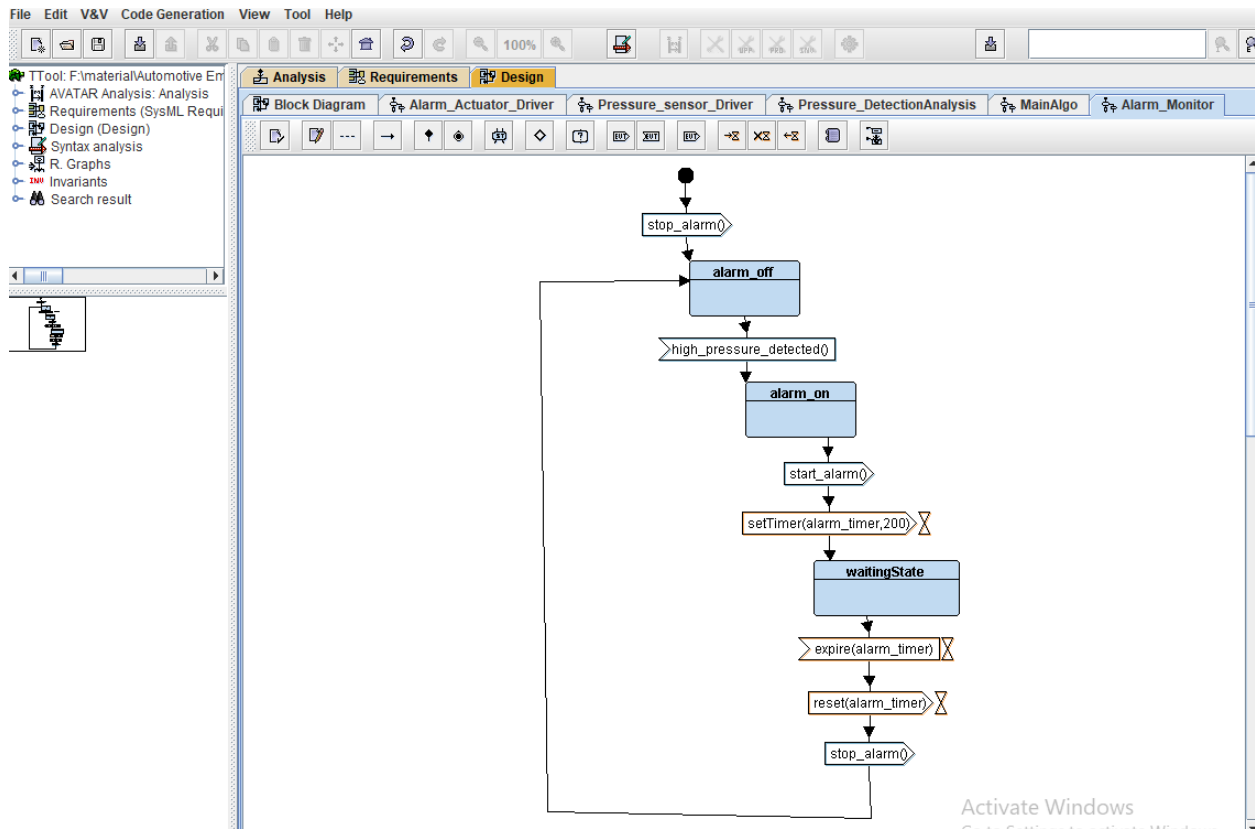 File Edit V&V Code Generation View Tool Help
100%
TTool: F:\material\Automotive Em
AVATAR Analysis: Analysis
Requirements (SysML Requi
Design (Design)
Syntax analysis
R. Graphs
INV Invariants
Search result
Analysis Requirements Design
Block Diagram Alarm_Actuator_Driver Pressure_sensor_Driver Pressure_DetectionAnalysis MainAlgo Alarm_Monitor
stop_alarm()
alarm_off
high_pressure_detected()
alarm_on
start_alarm()
setTimer(alarm_timer,200)
waitingState
expire(alarm_timer)
reset(alarm_timer)
stop_alarm()
Activate Windows